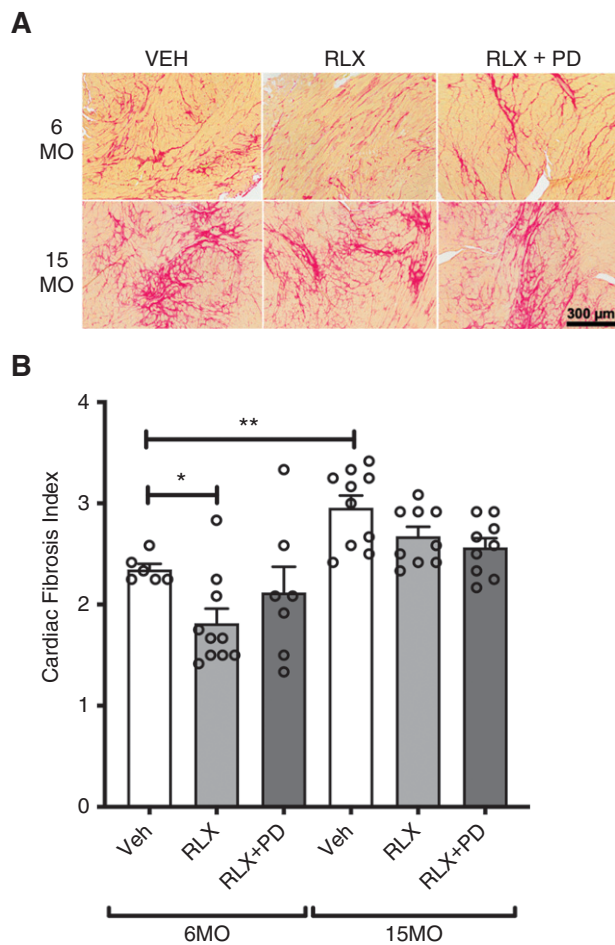 A
VEH RLX RLX + PD
6
MO
15
MO
300 µm
B
Cardiac Fibrosis Index
4
3
2
1
0
*
**
Veh RLX RLX+PD Veh RLX RLX+PD
6MO 15MO